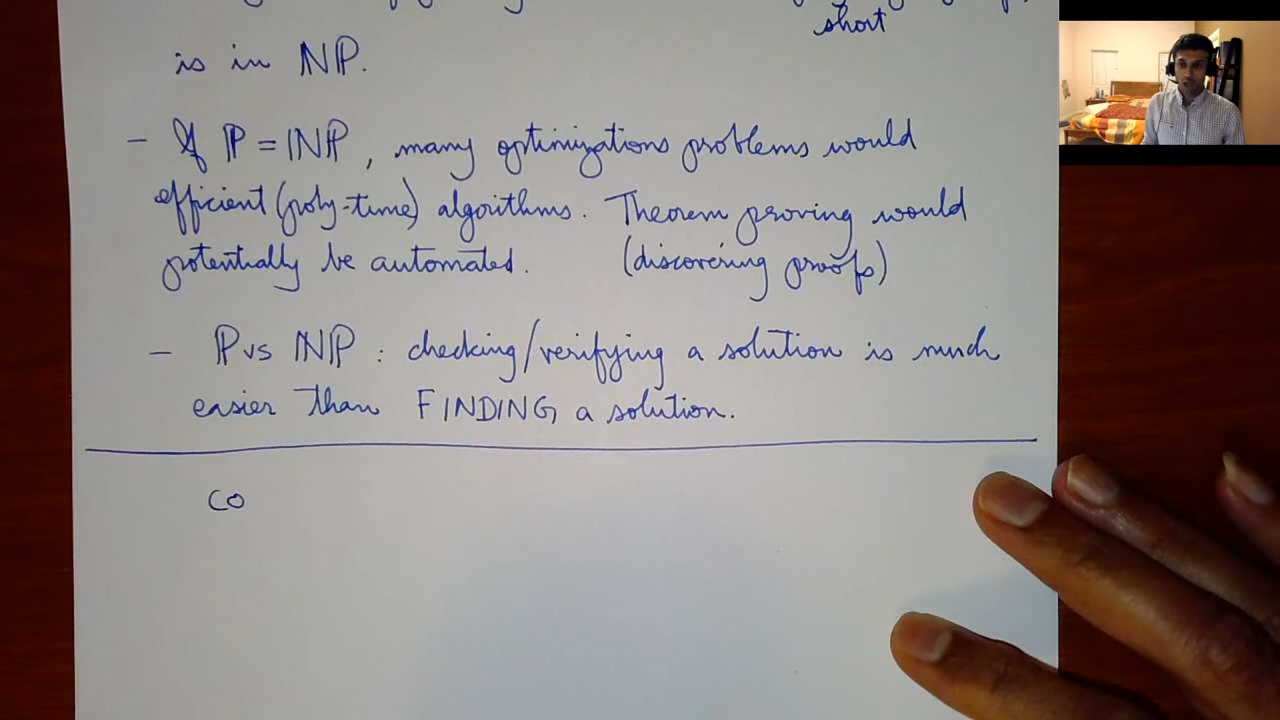 short
is in NP.
- If P = NP, many optimizations problems would
efficient (poly-time) algorithms. Theorem proving would
potentially be automated. (discovering proofs)
- P vs NP : checking/verifying a solution is much
easier than FINDING a solution.
co